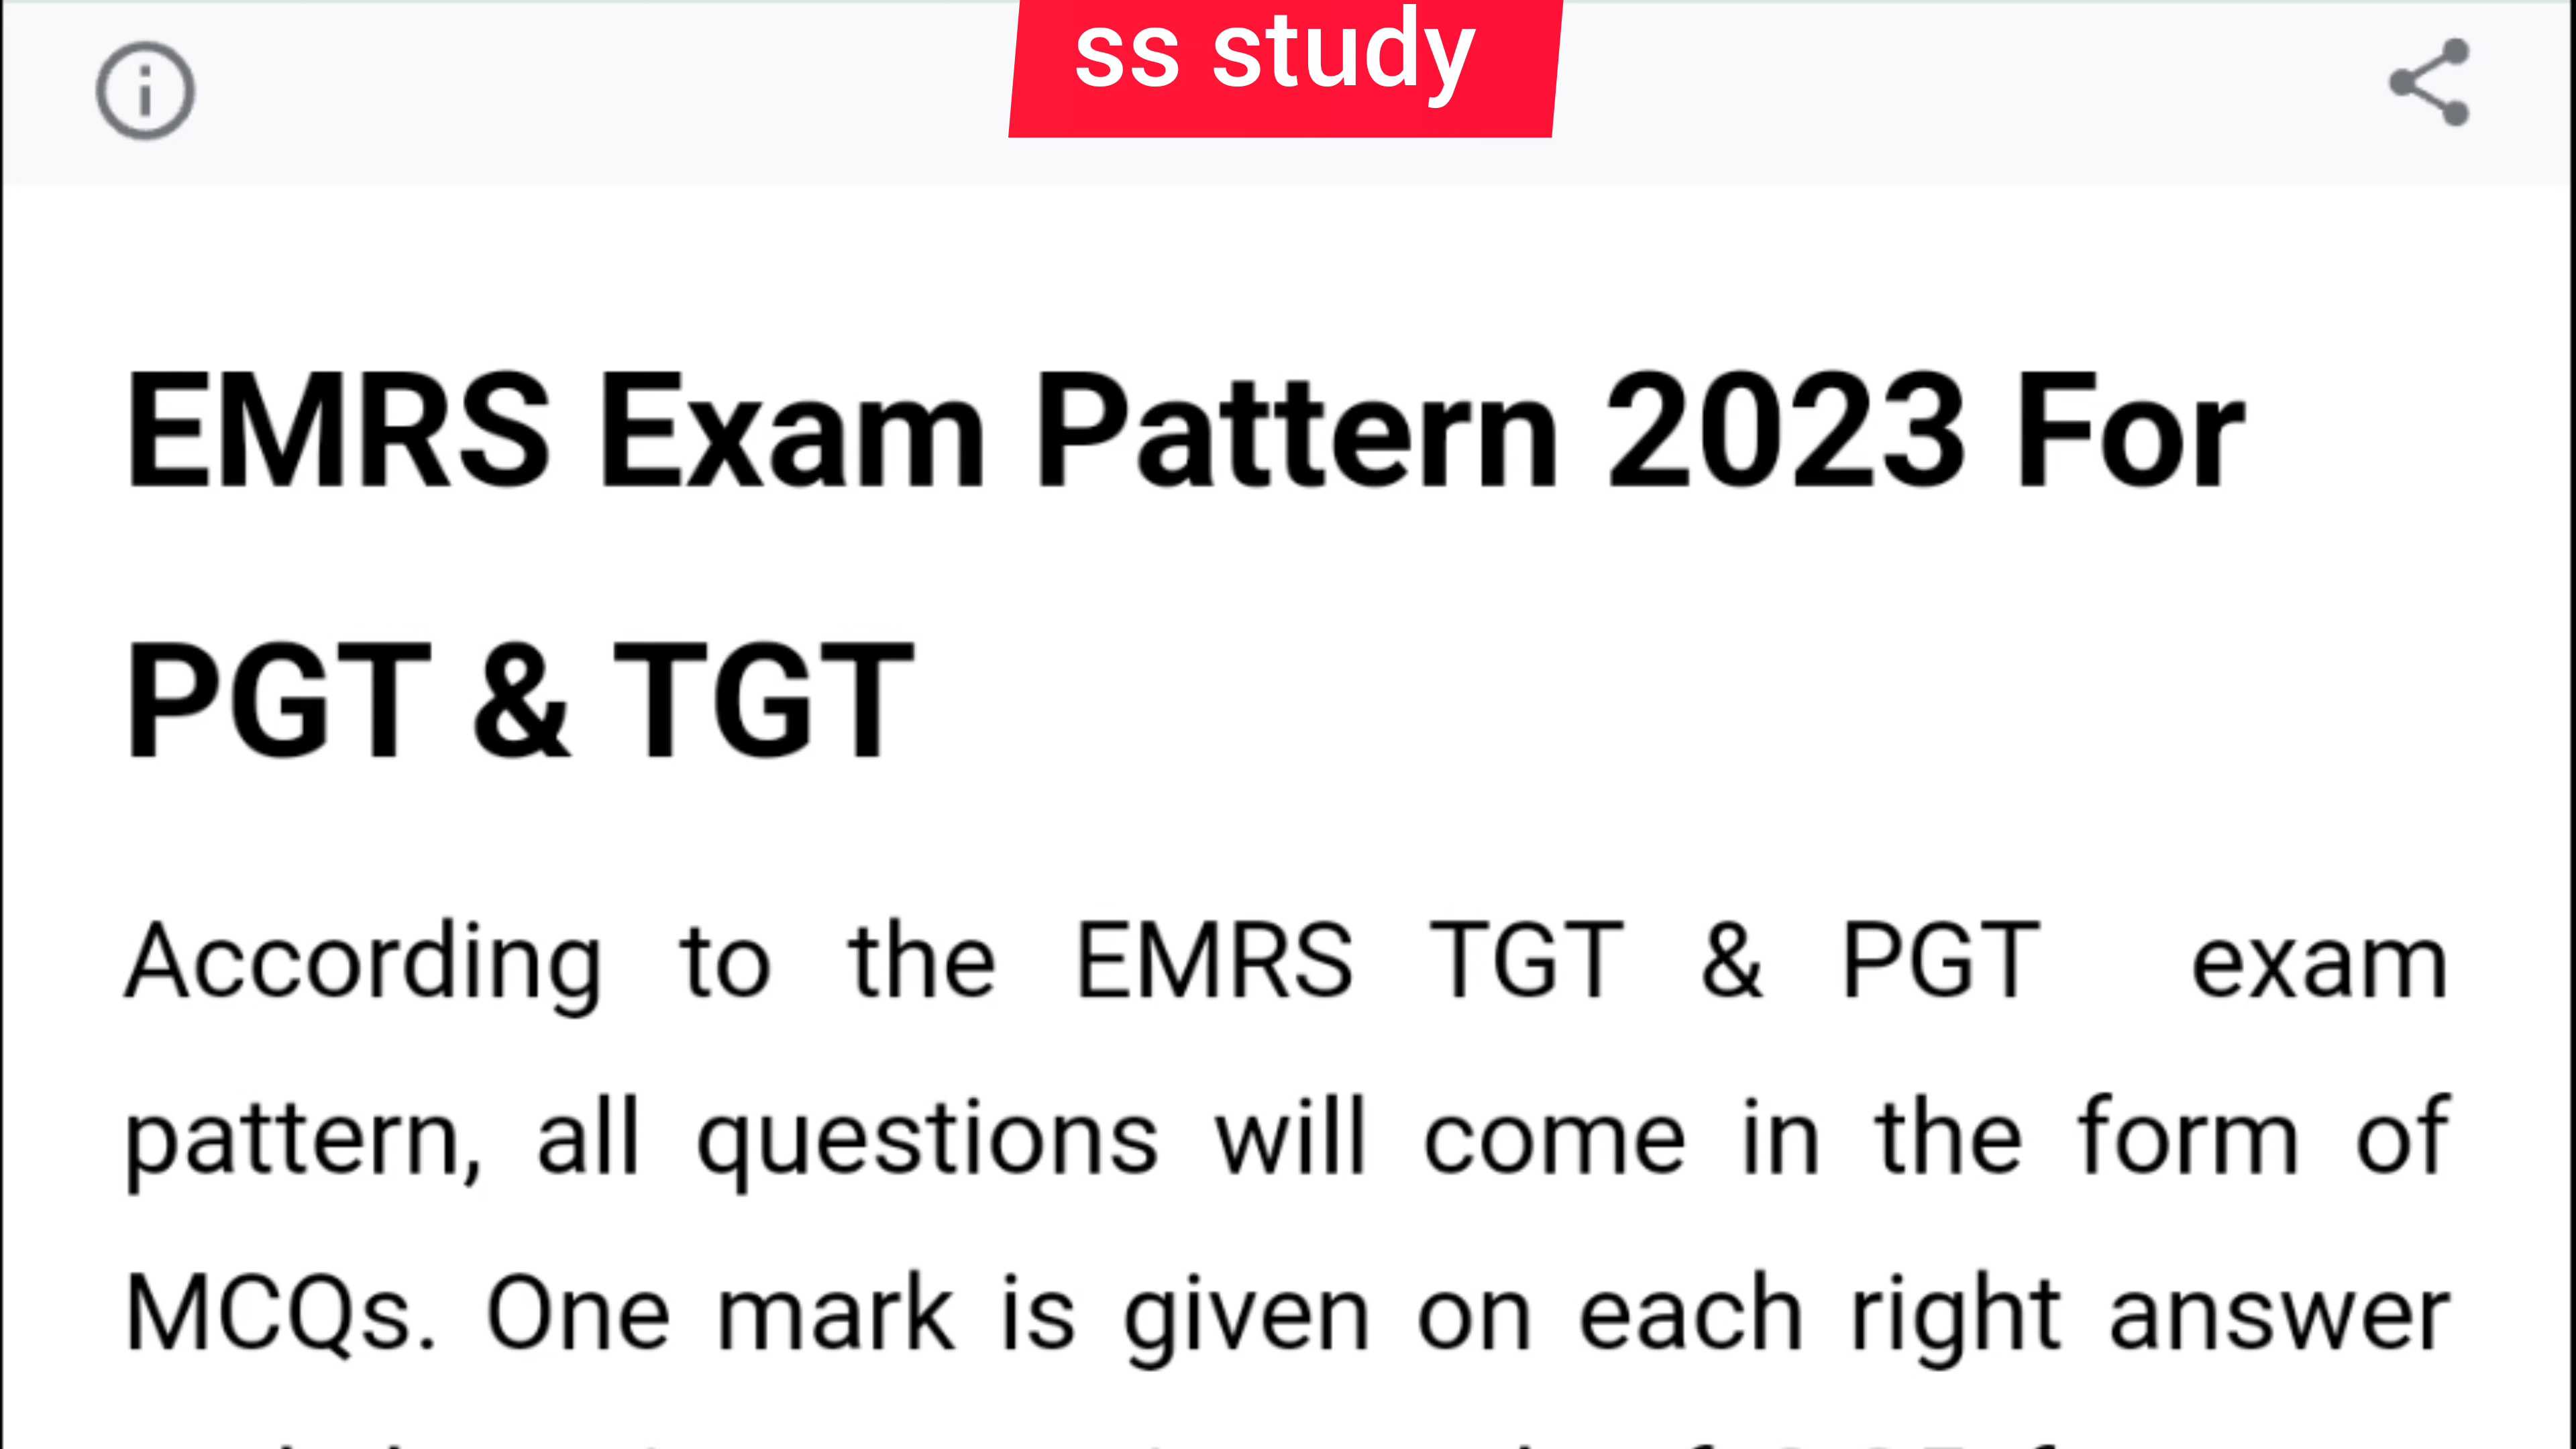 ss study
EMRS Exam Pattern 2023 For
PGT & TGT
According to the EMRS TGT & PGT exam
pattern, all questions will come in the form of
MCQs. One mark is given on each right answer